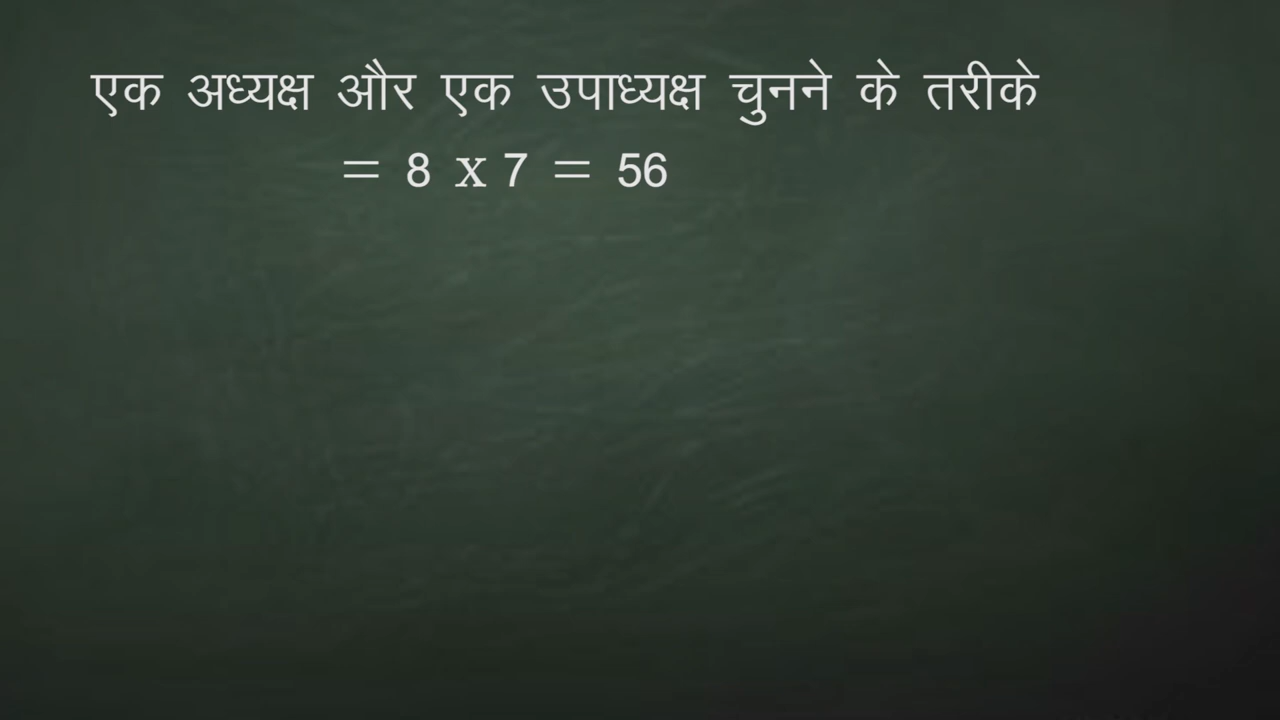 एक अध्यक्ष और एक उपाध्यक्ष चुनने के तरीके
= 8 x 7 = 56